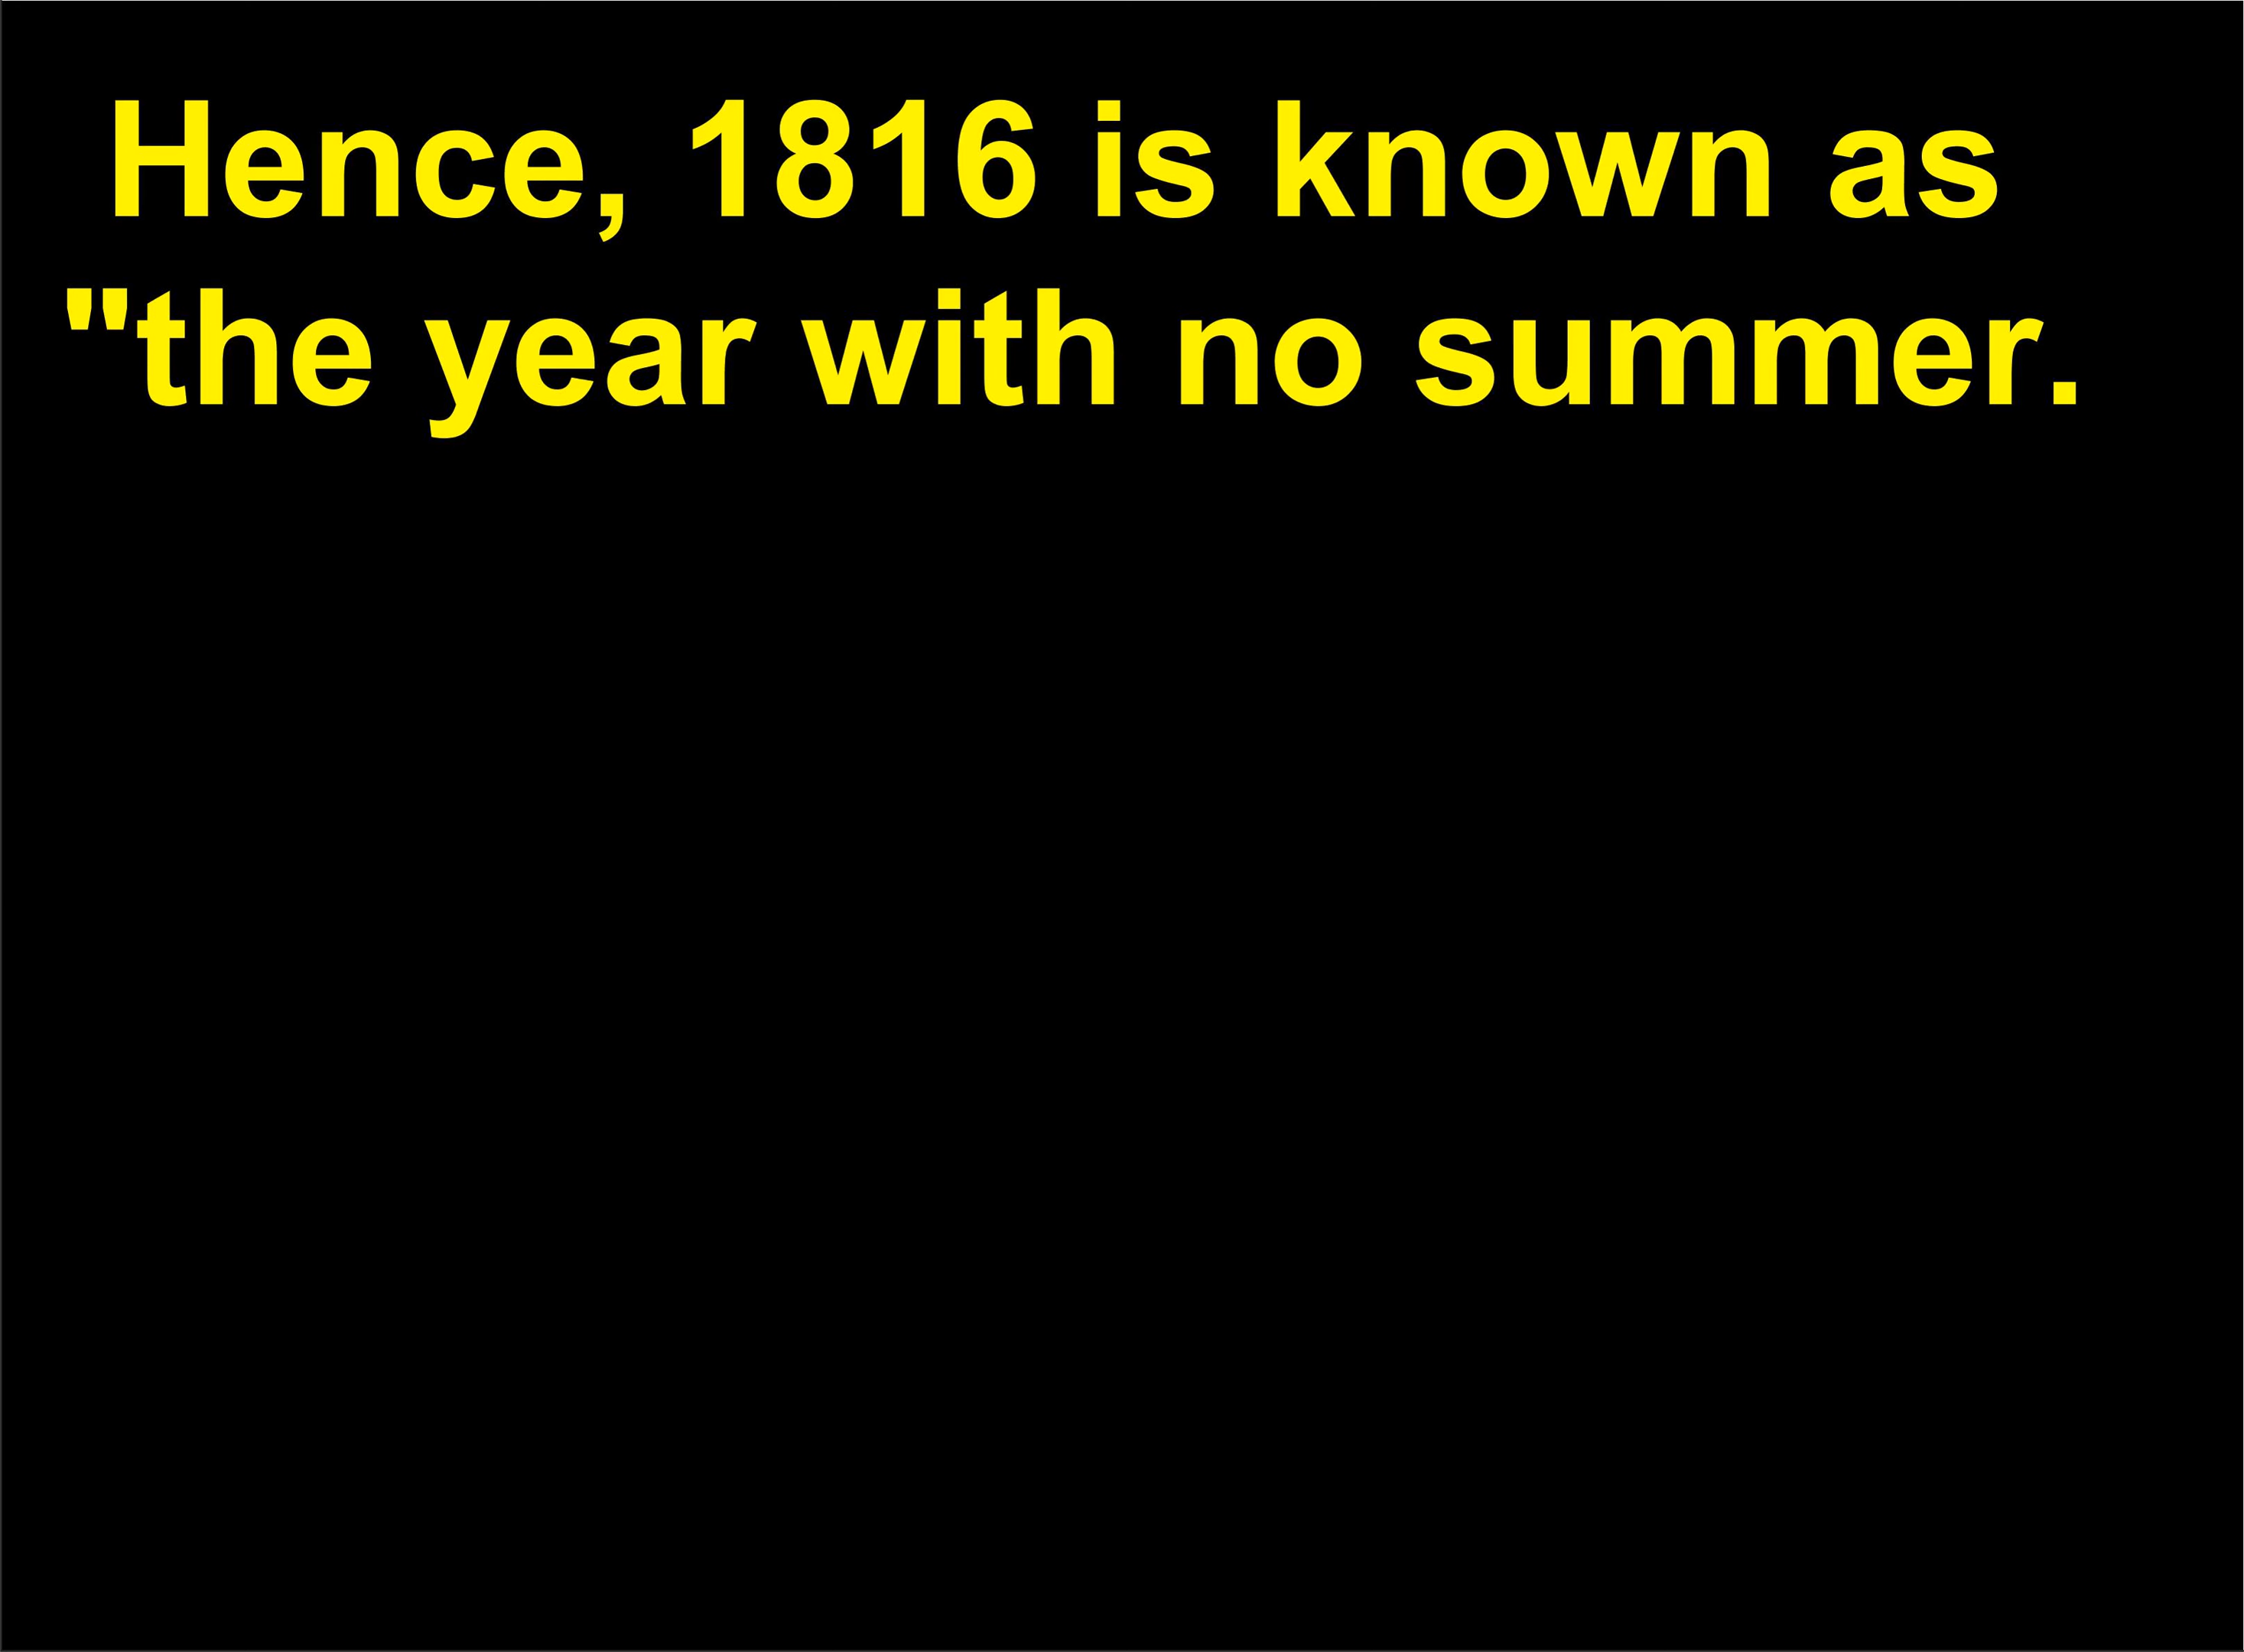 Hence, 1816 is known as
"the year with no summer.